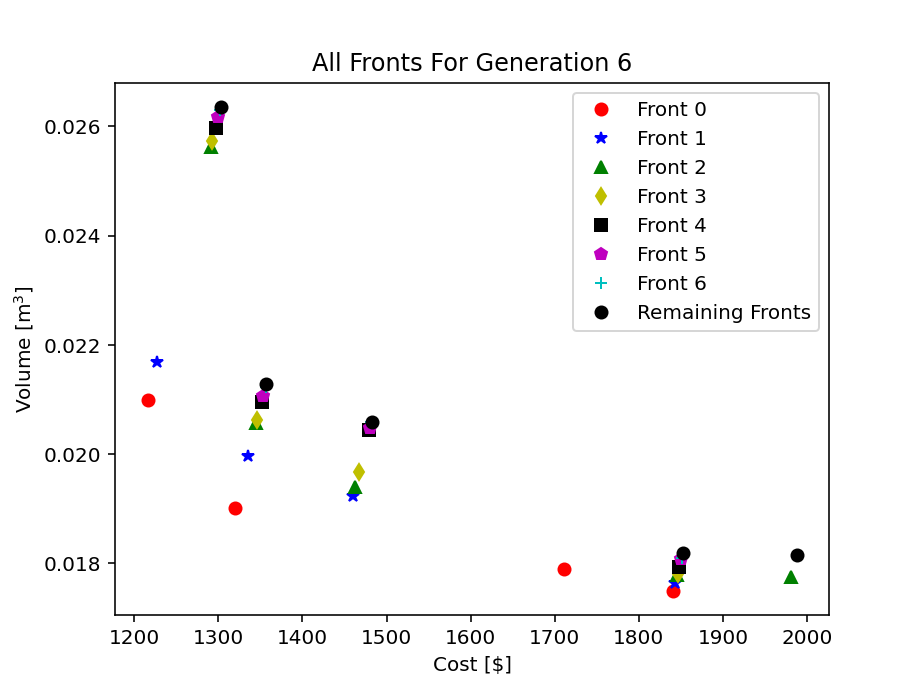 All Fronts For Generation 6
Volume [m³]
0.026
0.024
0.022
0.020
0.018
1200 1300 1400 1500 1600 1700 1800 1900 2000
Cost [$]
Front 0
Front 1
Front 2
Front 3
Front 4
Front 5
Front 6
Remaining Fronts